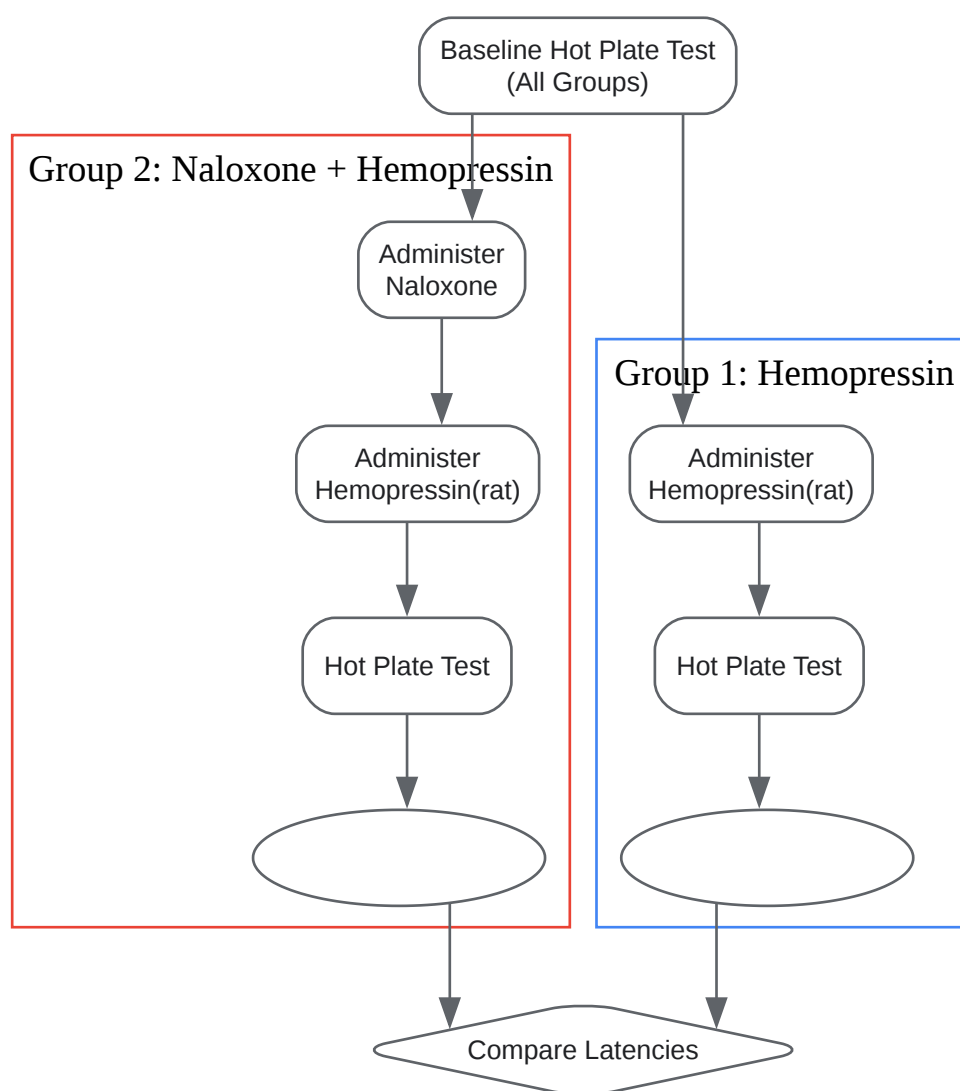 Baseline Hot Plate Test
(All Groups)
Group 2: Naloxone + Hemopressin
Administer
Naloxone
Group 1: Hemopressin
Administer
Hemopressin(rat)
Administer
Hemopressin(rat)
Hot Plate Test
Hot Plate Test
Compare Latencies